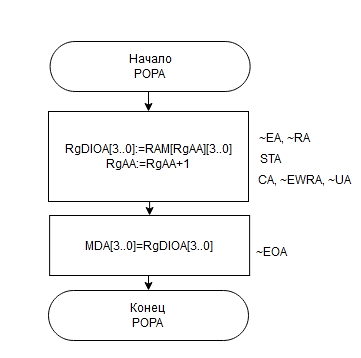 Начало
POPA
RgDIOA[3..0]:=RAM[RgAA][3..0]
RgAA:=RgAA+1
~EA, ~RA
STA
CA, ~EWRA, ~UA
MDA[3..0]=RgDIOA[3..0]
~EOA
Конец
POPA